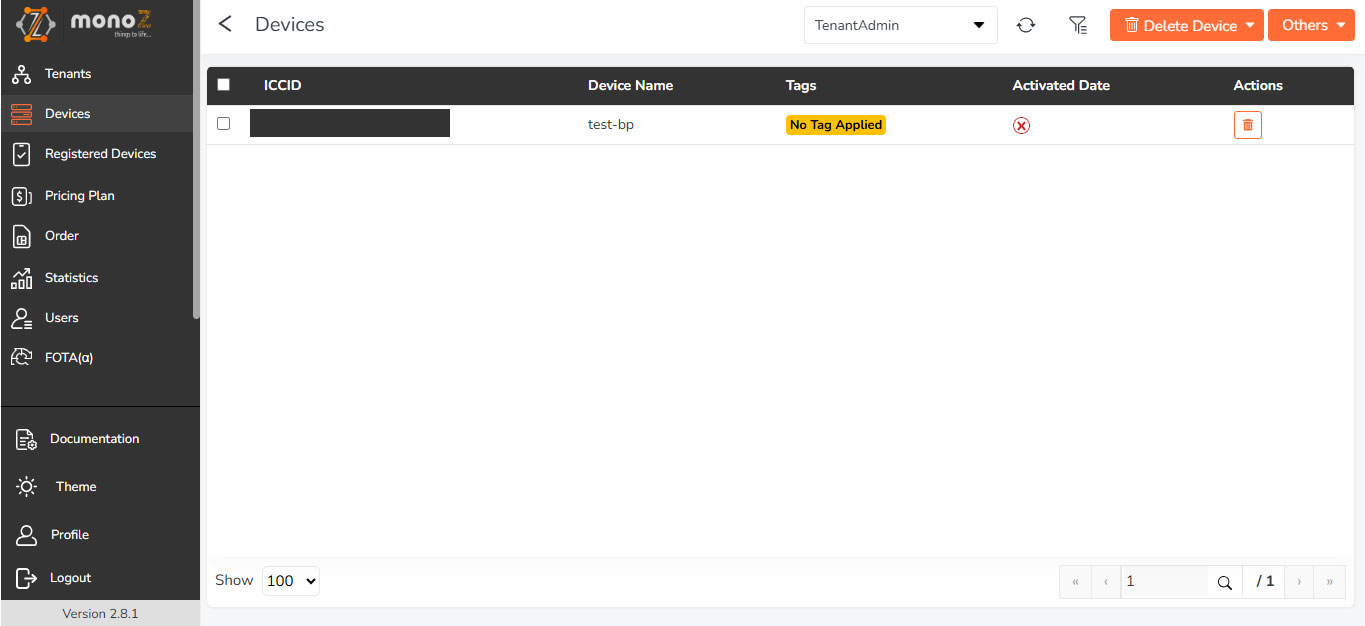 monoZ
things to life...
Devices
TenantAdmin
Delete Device
Others
Tenants
Devices
Registered Devices
Pricing Plan
Order
Statistics
Users
FOTA(α)
Documentation
Theme
Profile
Logout
Version 2.8.1
ICCID Device Name Tags Activated Date Actions
test-bp No Tag Applied
Show 100
« ‹ 1 / 1 › »